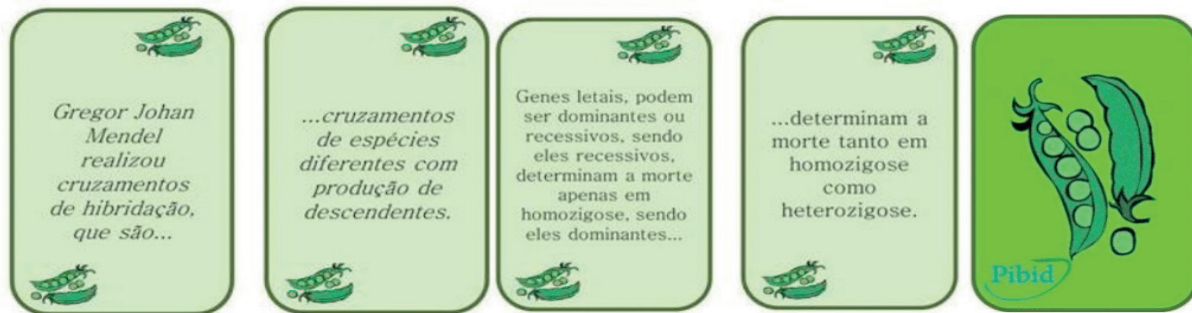 Gregor Johan
Mendel
realizou
cruzamentos
de hibridação,
que são...
...cruzamentos
de espécies
diferentes com
produção de
descendentes.
Genes letais, podem
ser dominantes ou
recessivos, sendo
eles recessivos,
determinam a morte
apenas em
homozigose, sendo
eles dominantes...
...determinam a
morte tanto em
homozigose
como
heterozigose.
Pibid